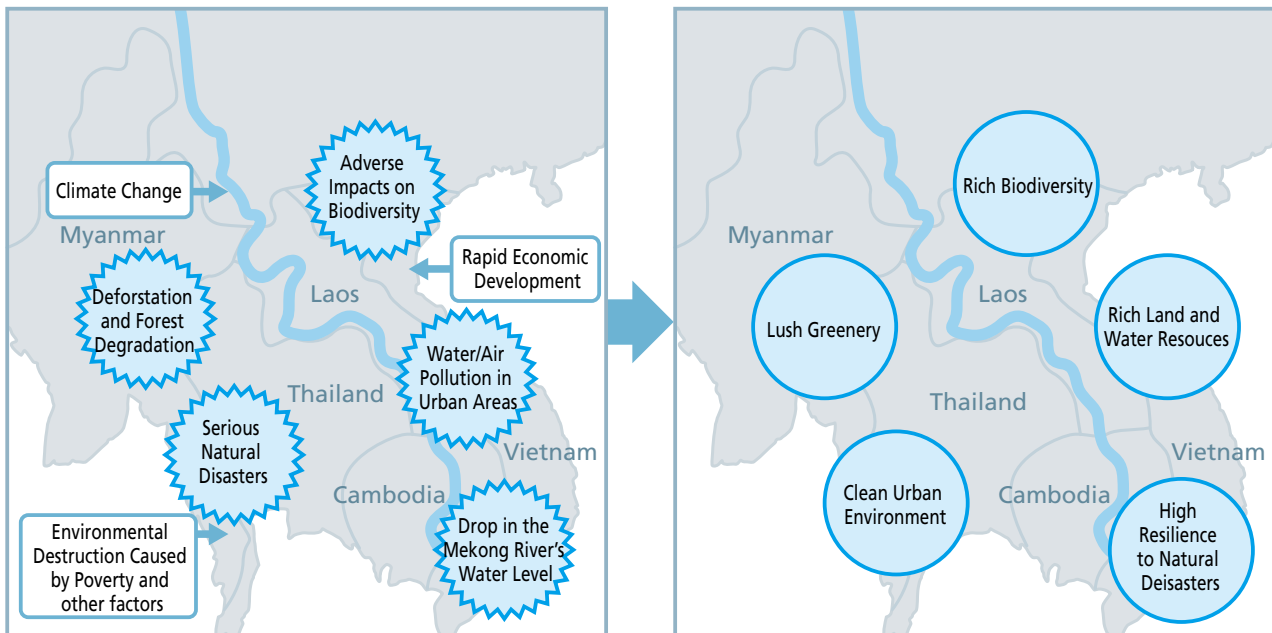 Climate Change
Adverse
Impacts on
Biodiversity
Myanmar
Rapid Economic
Development
Deforstation
and Forest
Degradation
Laos
Water/Air
Pollution in
Urban Areas
Thailand
Serious
Natural
Disasters
Vietnam
Cambodia
Environmental
Destruction Caused
by Poverty and
other factors
Drop in the
Mekong River's
Water Level
Rich Biodiversity
Myanmar
Laos
Lush Greenery
Rich Land and
Water Resouces
Thailand
Vietnam
Clean Urban
Environment
Cambodia
High
Resilience
to Natural
Deisasters